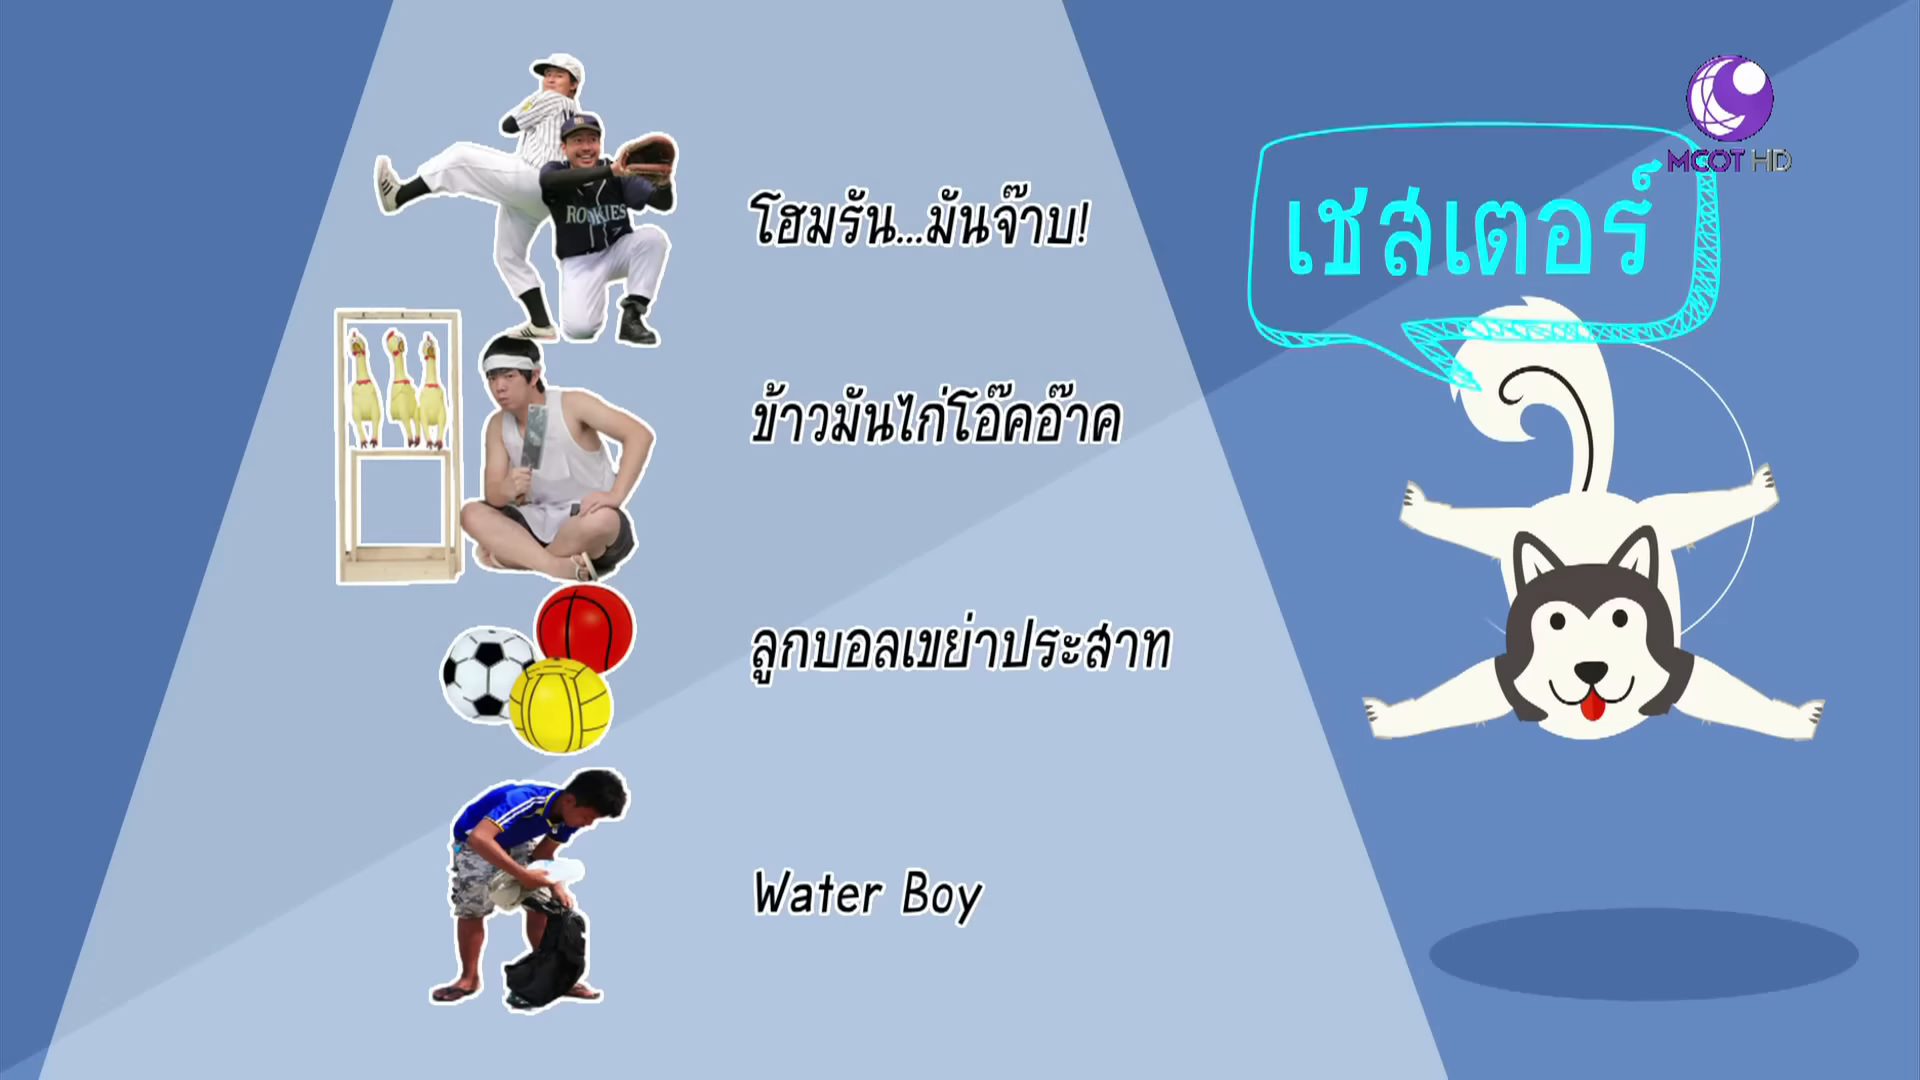 MCOT HD
เชสเตอร์
ROOKIES
โฮมรัน...มันจ๊าบ!
ข้าวมันไก่โอ๊คอ๊าค
ลูกบอลเขย่าประสาท
Water Boy